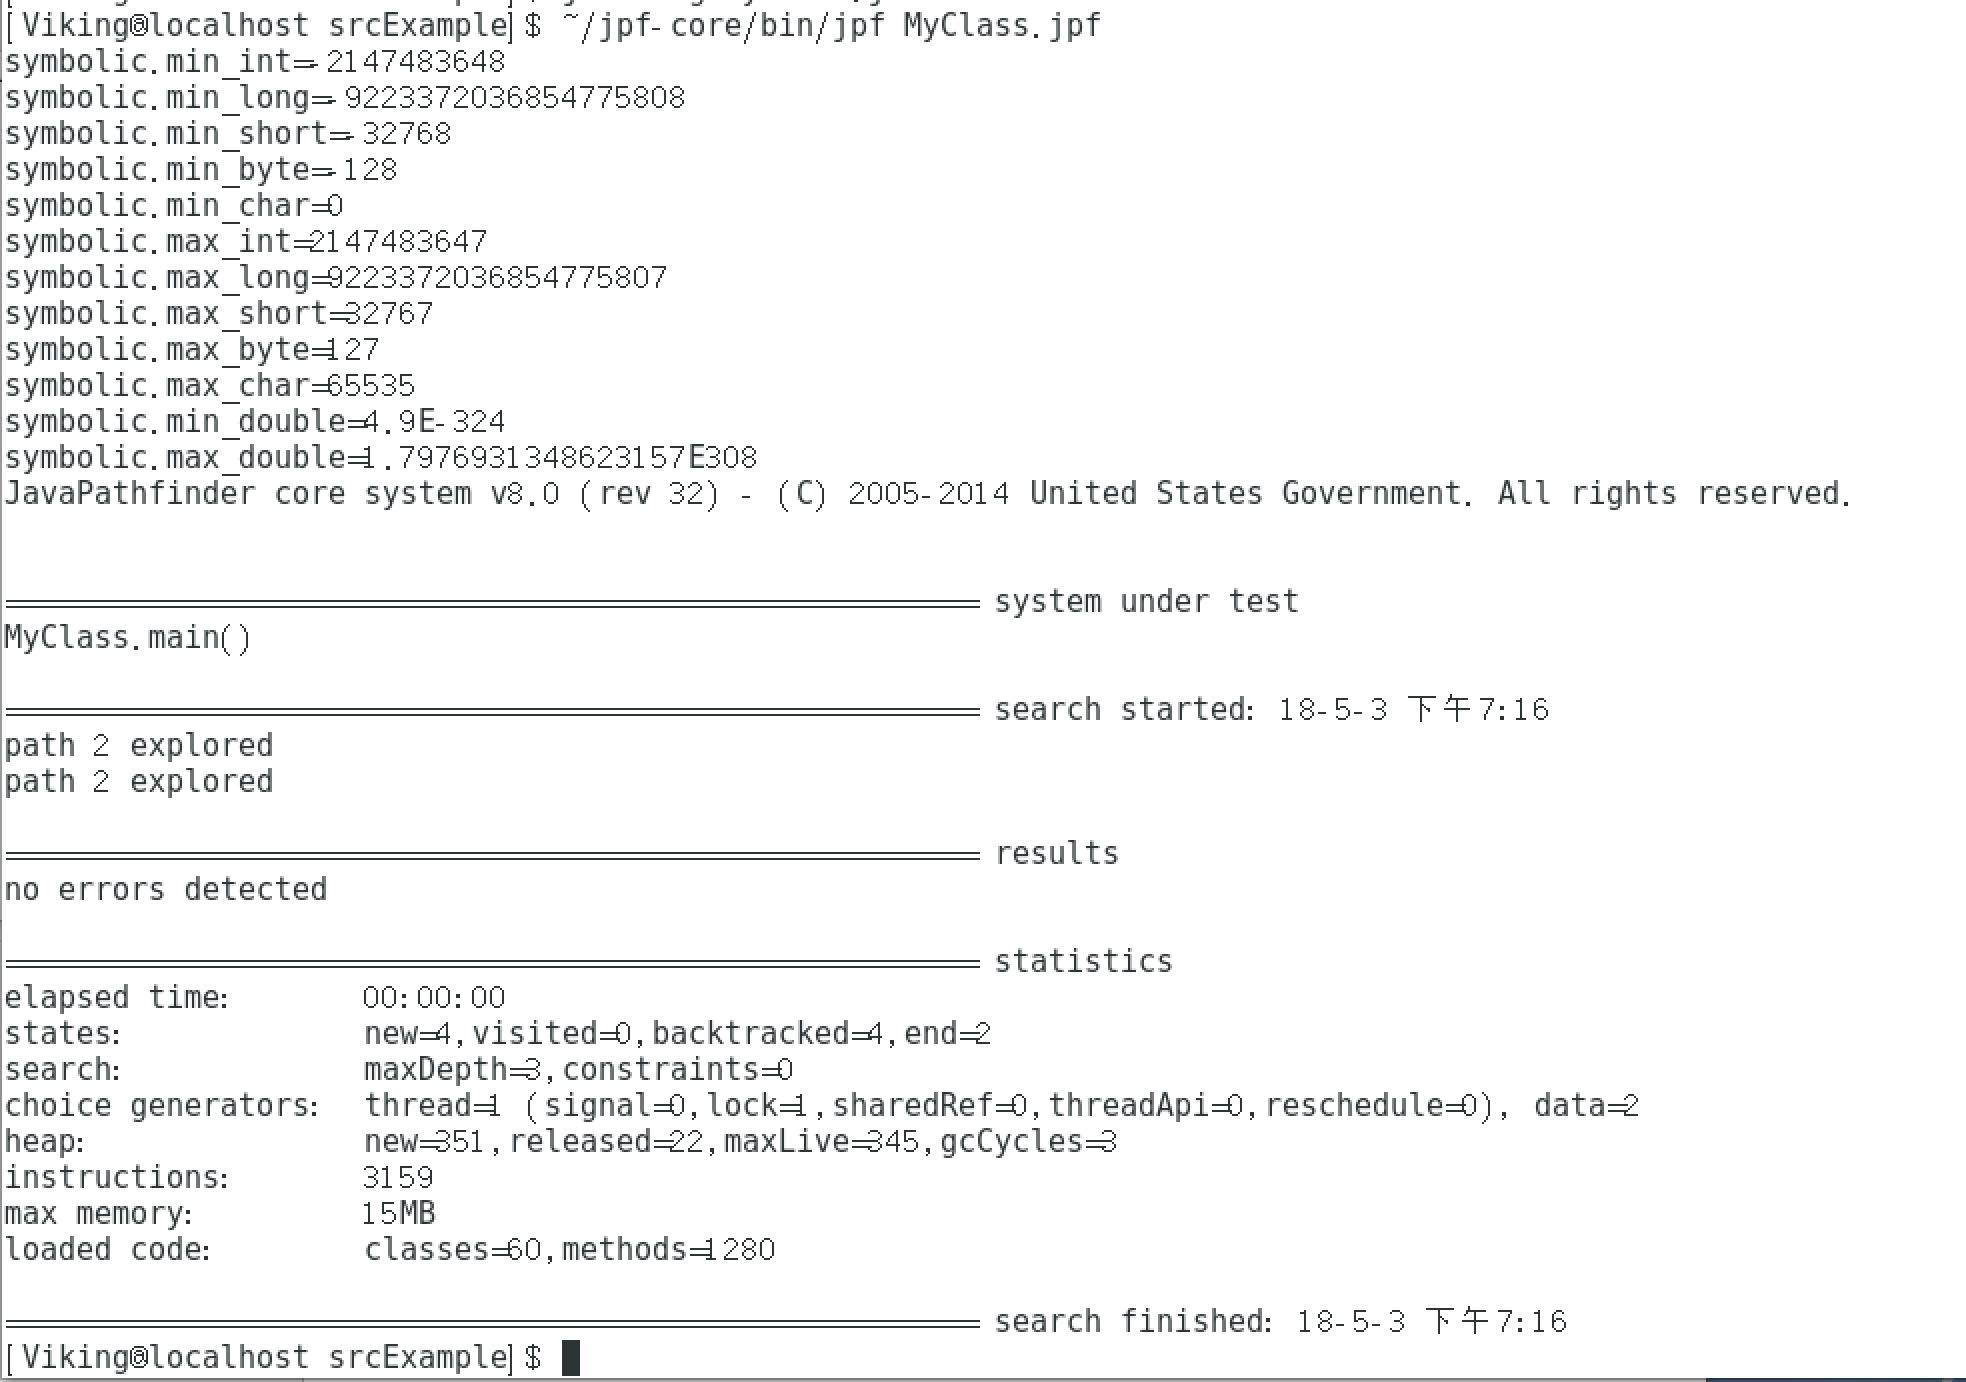 [Viking@localhost srcExample]$ ~/jpf-core/bin/jpf MyClass.jpf
symbolic.min_int=-2147483648
symbolic.min_long=-9223372036854775808
symbolic.min_short=-32768
symbolic.min_byte=-128
symbolic.min_char=0
symbolic.max_int=2147483647
symbolic.max_long=9223372036854775807
symbolic.max_short=32767
symbolic.max_byte=127
symbolic.max_char=65535
symbolic.min_double=4.9E-324
symbolic.max_double=1.7976931348623157E308
JavaPathfinder core system v8.0 (rev 32) - (C) 2005-2014 United States Government. All rights reserved.
====================================================== system under test
MyClass.main()
====================================================== search started: 18-5-3 下午7:16
path 2 explored
path 2 explored
====================================================== results
no errors detected
====================================================== statistics
elapsed time:       00:00:00
states:             new=4,visited=0,backtracked=4,end=2
search:             maxDepth=3,constraints=0
choice generators:  thread=1 (signal=0,lock=1,sharedRef=0,threadApi=0,reschedule=0), data=2
heap:               new=351,released=22,maxLive=345,gcCycles=3
instructions:       3159
max memory:         15MB
loaded code:        classes=60,methods=1280
====================================================== search finished: 18-5-3 下午7:16
[Viking@localhost srcExample]$